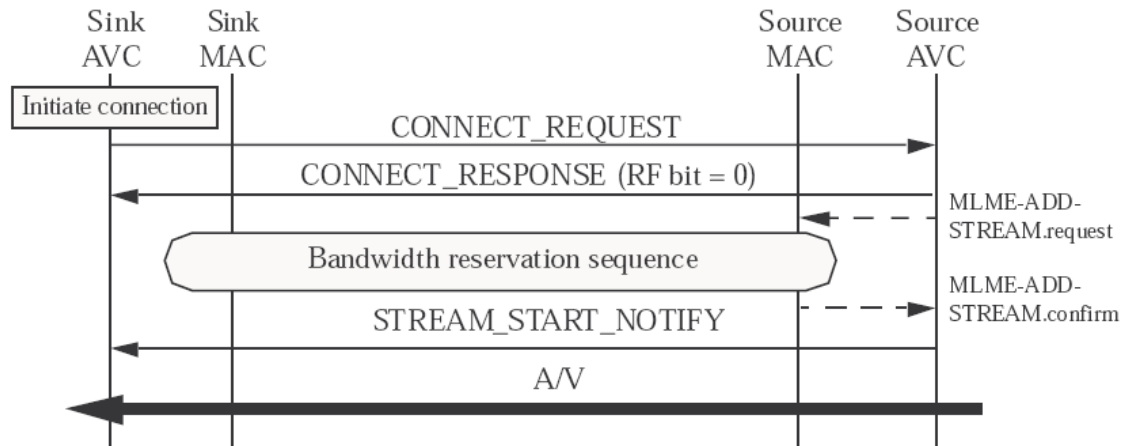 Sink
AVC
Sink
MAC
Source
MAC
Source
AVC
Initiate connection
CONNECT_REQUEST
CONNECT_RESPONSE (RF bit = 0)
MLME-ADD-
STREAM.request
Bandwidth reservation sequence
MLME-ADD-
STREAM.confirm
STREAM_START_NOTIFY
A/V